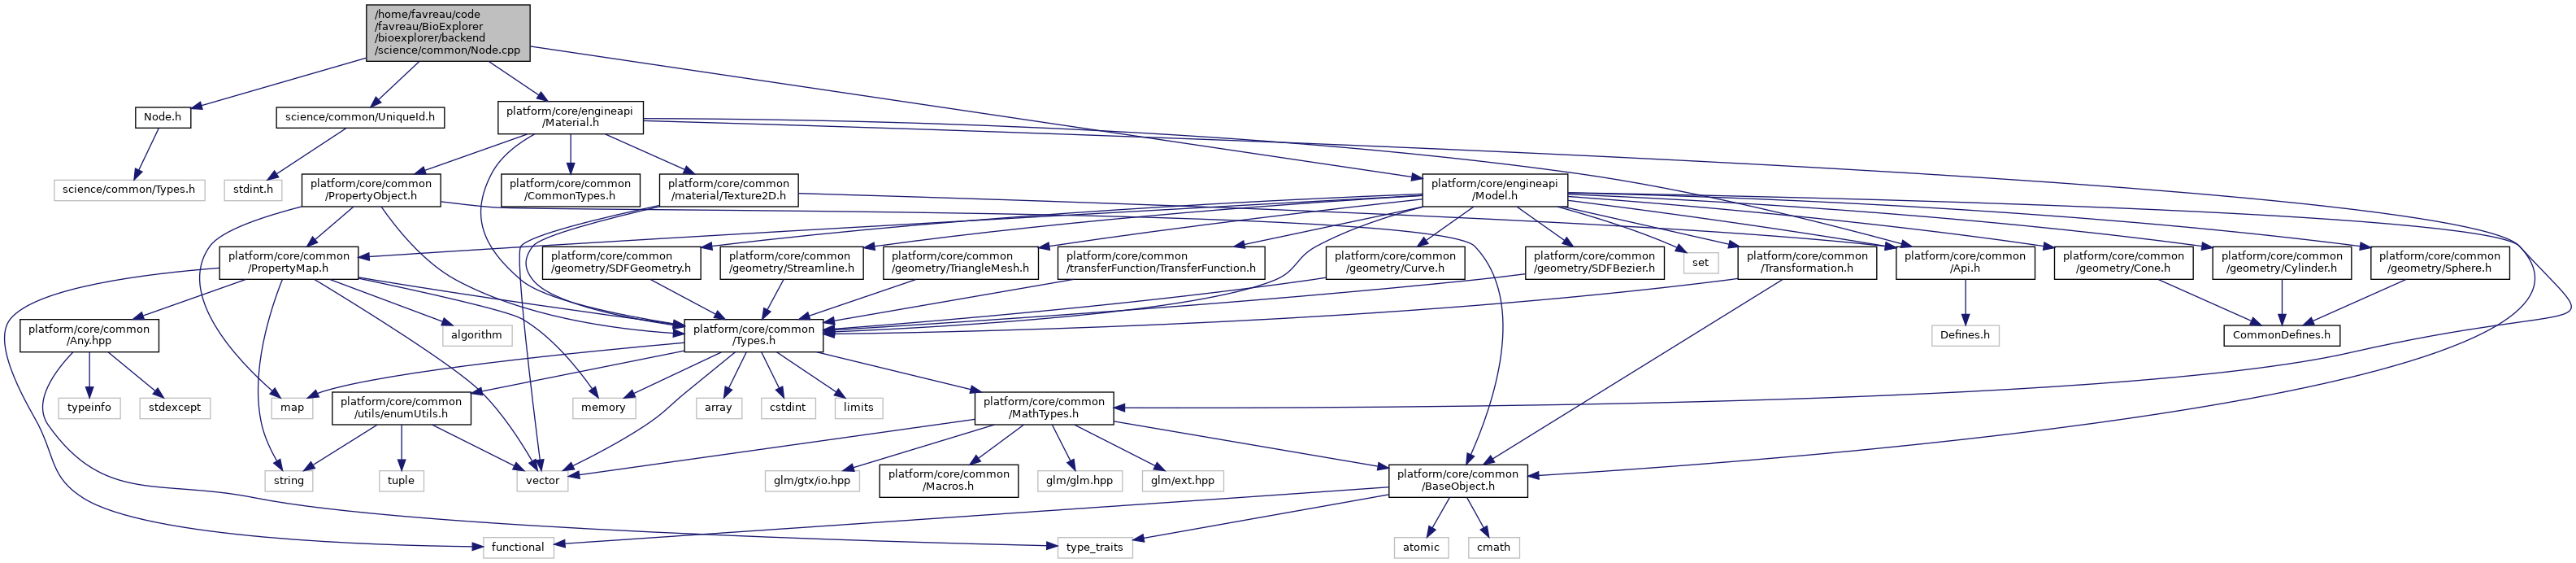 /home/favreau/code
/favreau/BioExplorer
/bioexplorer/backend
/science/common/Node.cpp
Node.h
science/common/UniqueId.h
platform/core/engineapi
/Material.h
science/common/Types.h
stdint.h
platform/core/common
/PropertyObject.h
platform/core/common
/CommonTypes.h
platform/core/common
/material/Texture2D.h
platform/core/engineapi
/Model.h
platform/core/common
/PropertyMap.h
platform/core/common
/geometry/SDFGeometry.h
platform/core/common
/geometry/Streamline.h
platform/core/common
/geometry/TriangleMesh.h
platform/core/common
/transferFunction/TransferFunction.h
platform/core/common
/geometry/Curve.h
platform/core/common
/geometry/SDFBezier.h
set
platform/core/common
/Transformation.h
platform/core/common
/Api.h
platform/core/common
/geometry/Cone.h
platform/core/common
/geometry/Cylinder.h
platform/core/common
/geometry/Sphere.h
platform/core/common
/Any.hpp
algorithm
platform/core/common
/Types.h
Defines.h
CommonDefines.h
typeinfo
stdexcept
map
platform/core/common
/utils/enumUtils.h
memory
array
cstdint
limits
platform/core/common
/MathTypes.h
string
tuple
vector
glm/gtx/io.hpp
platform/core/common
/Macros.h
glm/glm.hpp
glm/ext.hpp
platform/core/common
/BaseObject.h
functional
type_traits
atomic
cmath